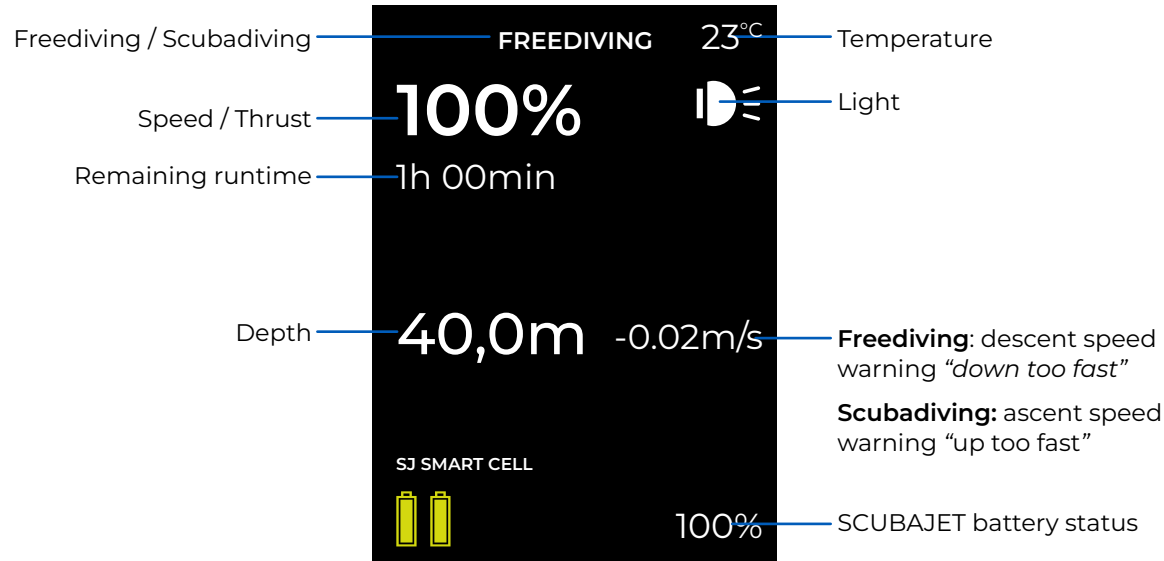 Freediving / Scubadiving
FREEDIVING
23°C
Temperature
Speed / Thrust
100%
Light
Remaining runtime
1h 00min
Depth
40,0m
-0.02m/s
Freediving: descent speed
warning “down too fast”
Scubadiving: ascent speed
warning “up too fast”
SJ SMART CELL
100%
SCUBAJET battery status